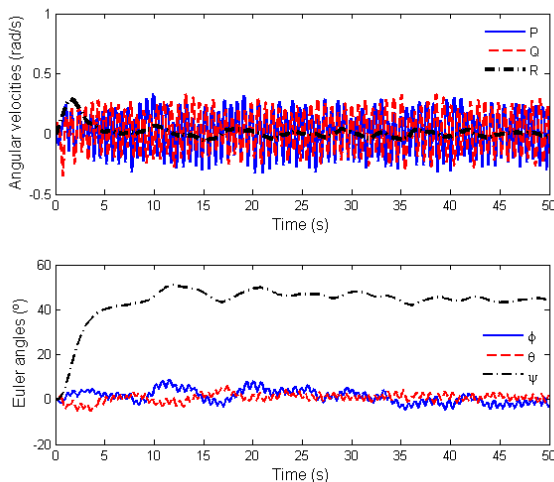 Angular velocities (rad/s)
1
0.5
0
-0.5
P
Q
R
0 5 10 15 20 25 30 35 40 45 50
Time (s)
Euler angles (º)
60
40
20
0
-20
ϕ
θ
ψ
0 5 10 15 20 25 30 35 40 45 50
Time (s)